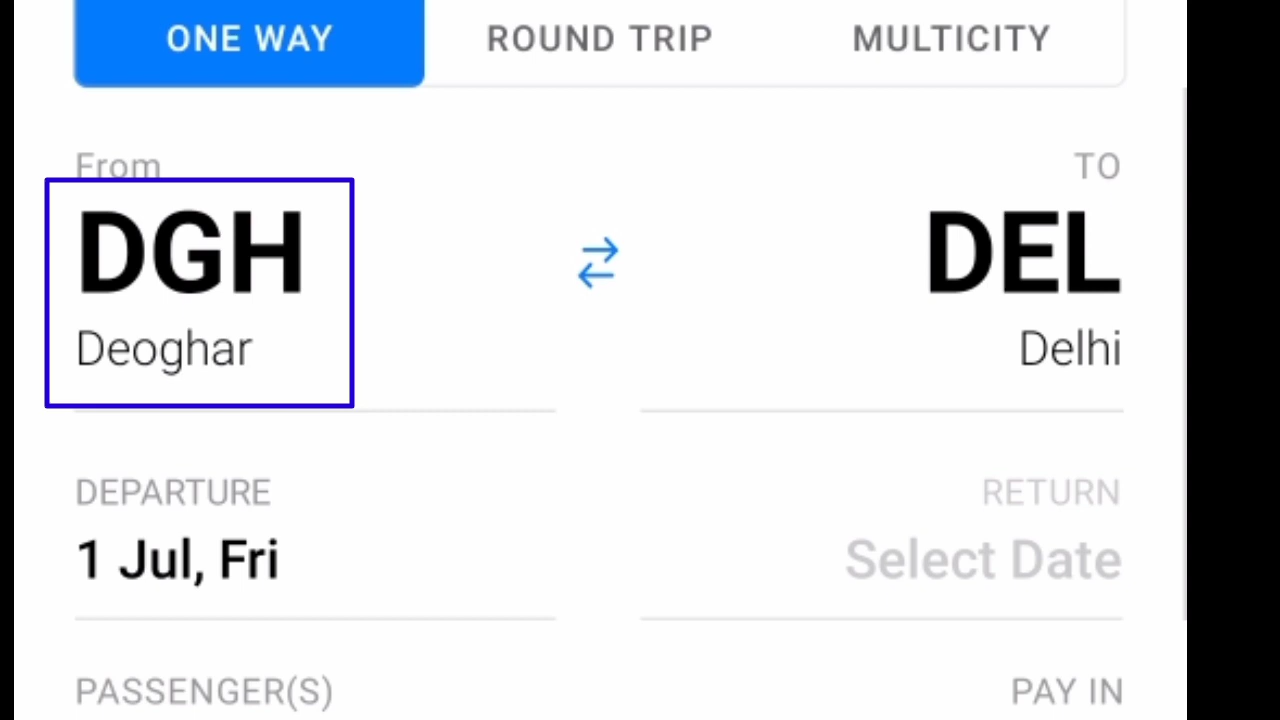 ONE WAY ROUND TRIP MULTICITY
From TO
DGH DEL
Deoghar Delhi
DEPARTURE RETURN
1 Jul, Fri Select Date
PASSENGER(S) PAY IN